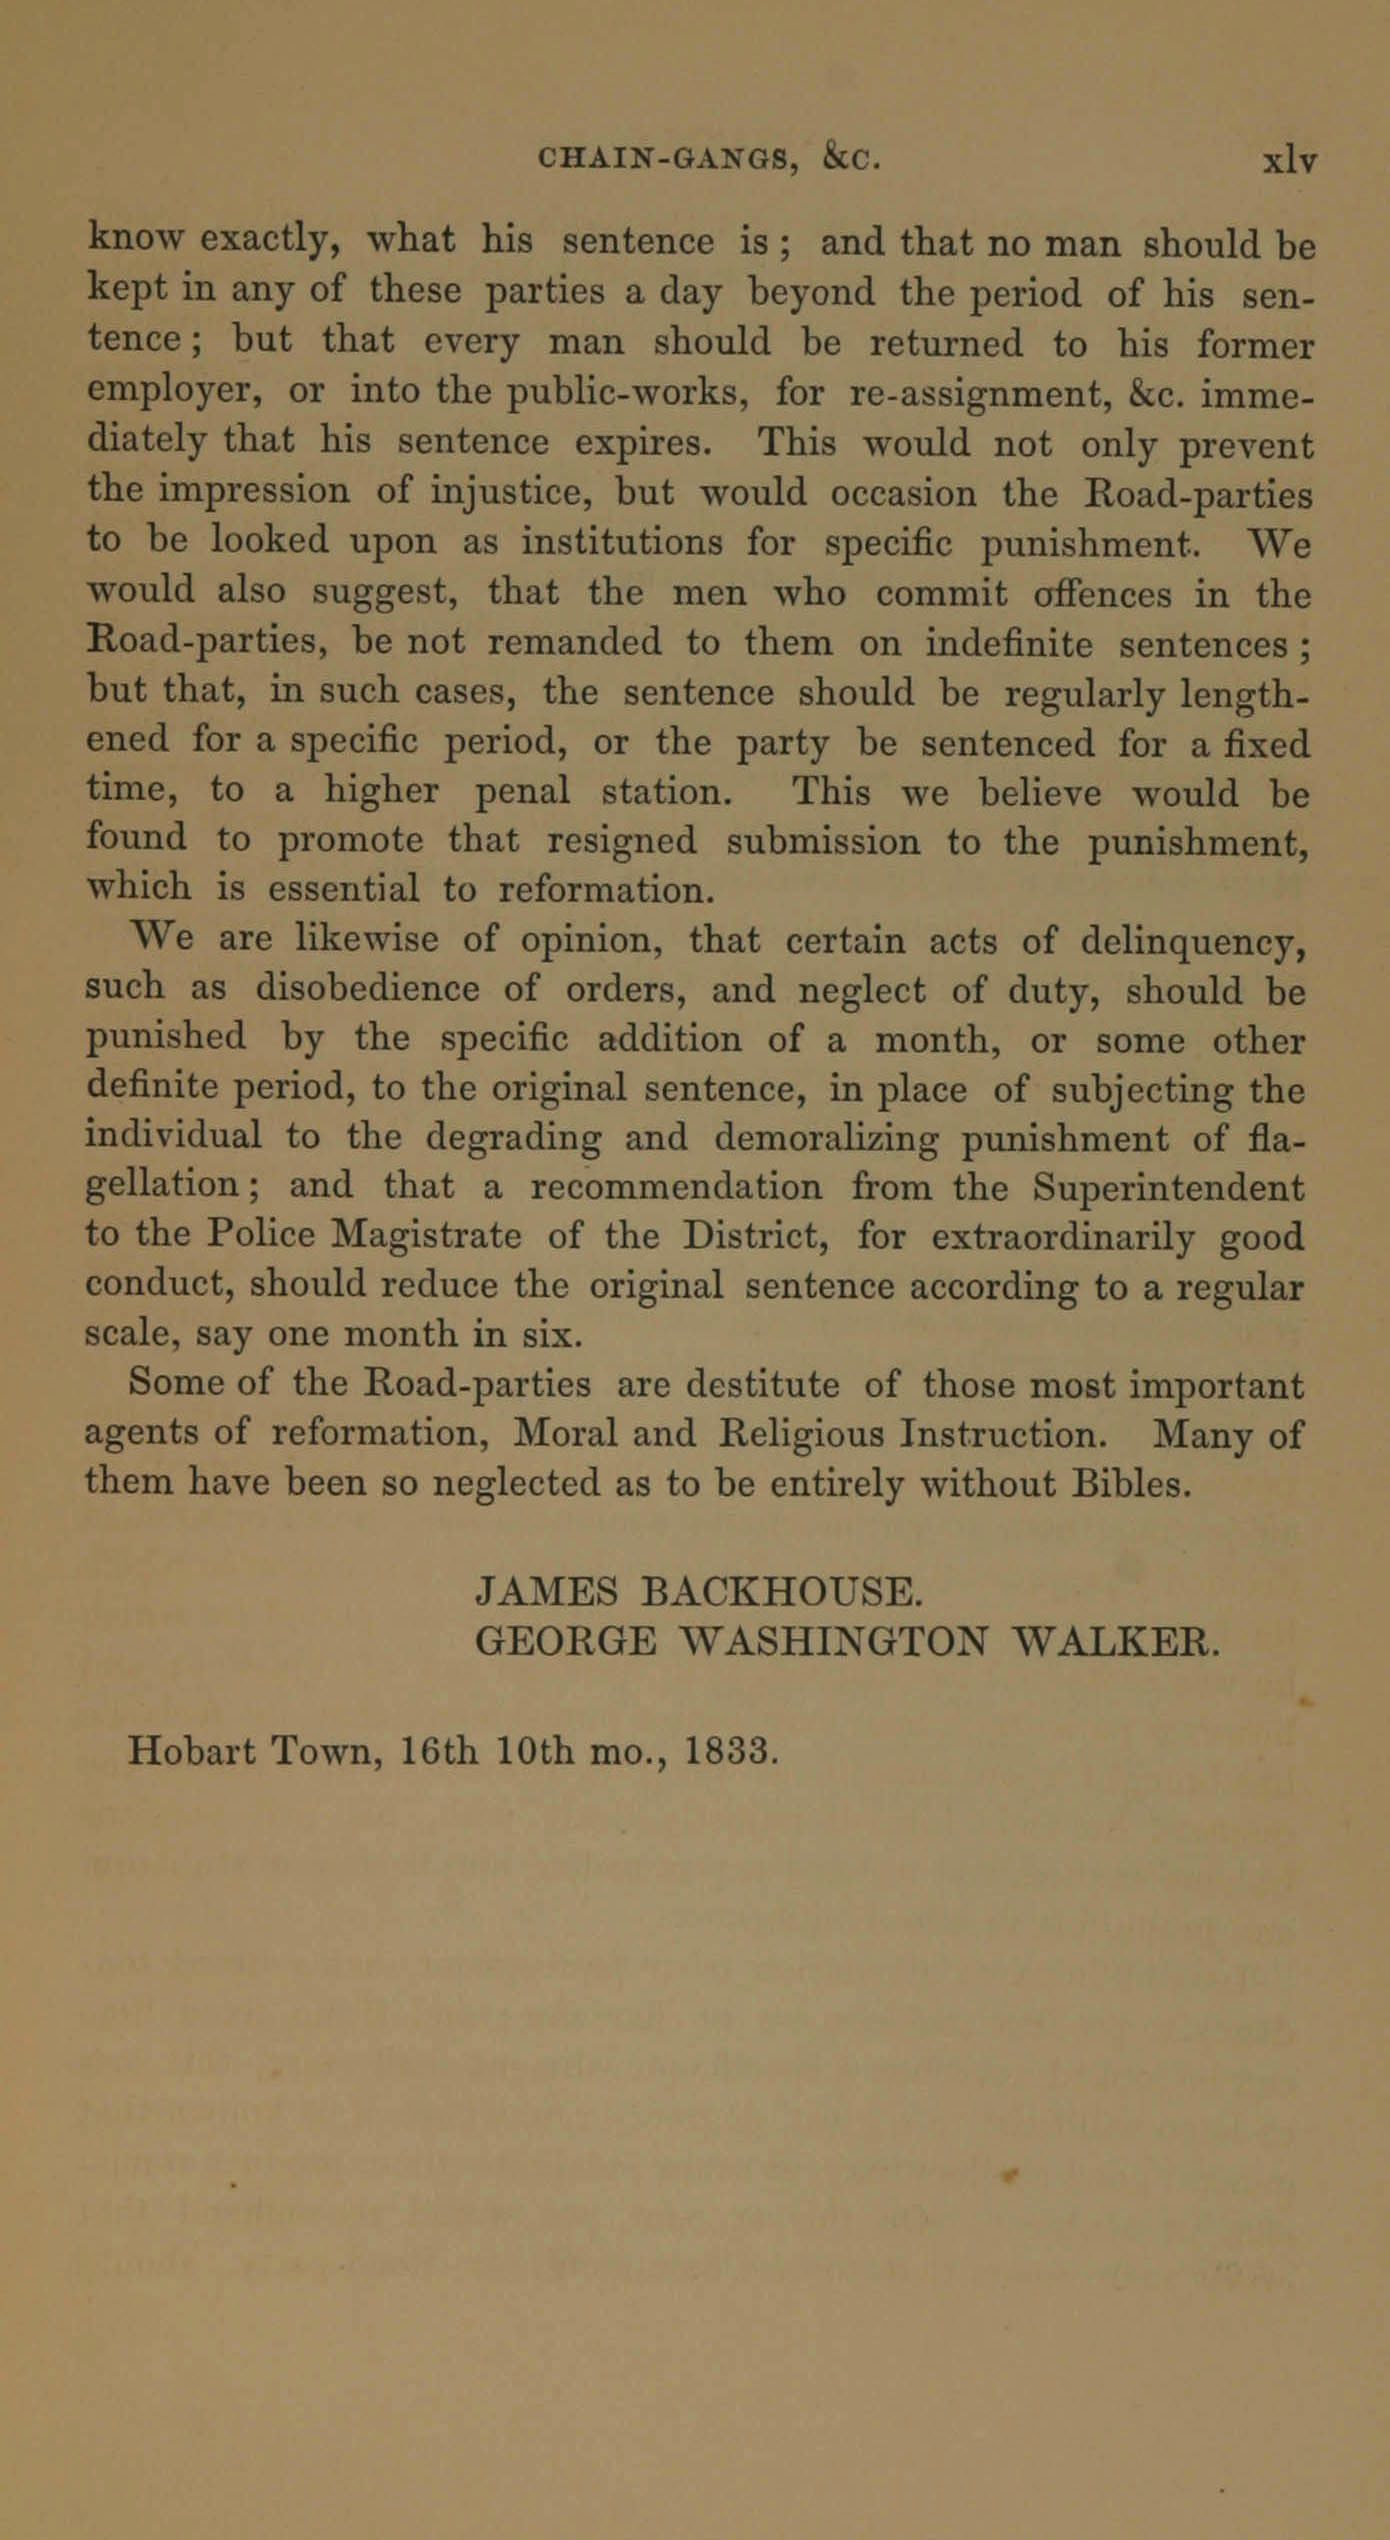 CHAIN-GANGS, &c. xlv
know exactly, what his sentence is; and that no man should be
kept in any of these parties a day beyond the period of his sen-
tence; but that every man should be returned to his former
employer, or into the public-works, for re-assignment, &c. imme-
diately that his sentence expires. This would not only prevent
the impression of injustice, but would occasion the Road-parties
to be looked upon as institutions for specific punishment. We
would also suggest, that the men who commit offences in the
Road-parties, be not remanded to them on indefinite sentences;
but that, in such cases, the sentence should be regularly length-
ened for a specific period, or the party be sentenced for a fixed
time, to a higher penal station. This we believe would be
found to promote that resigned submission to the punishment,
which is essential to reformation.
We are likewise of opinion, that certain acts of delinquency,
such as disobedience of orders, and neglect of duty, should be
punished by the specific addition of a month, or some other
definite period, to the original sentence, in place of subjecting the
individual to the degrading and demoralizing punishment of fla-
gellation; and that a recommendation from the Superintendent
to the Police Magistrate of the District, for extraordinarily good
conduct, should reduce the original sentence according to a regular
scale, say one month in six.
Some of the Road-parties are destitute of those most important
agents of reformation, Moral and Religious Instruction. Many of
them have been so neglected as to be entirely without Bibles.
JAMES BACKHOUSE.
GEORGE WASHINGTON WALKER.
Hobart Town, 16th 10th mo., 1833.